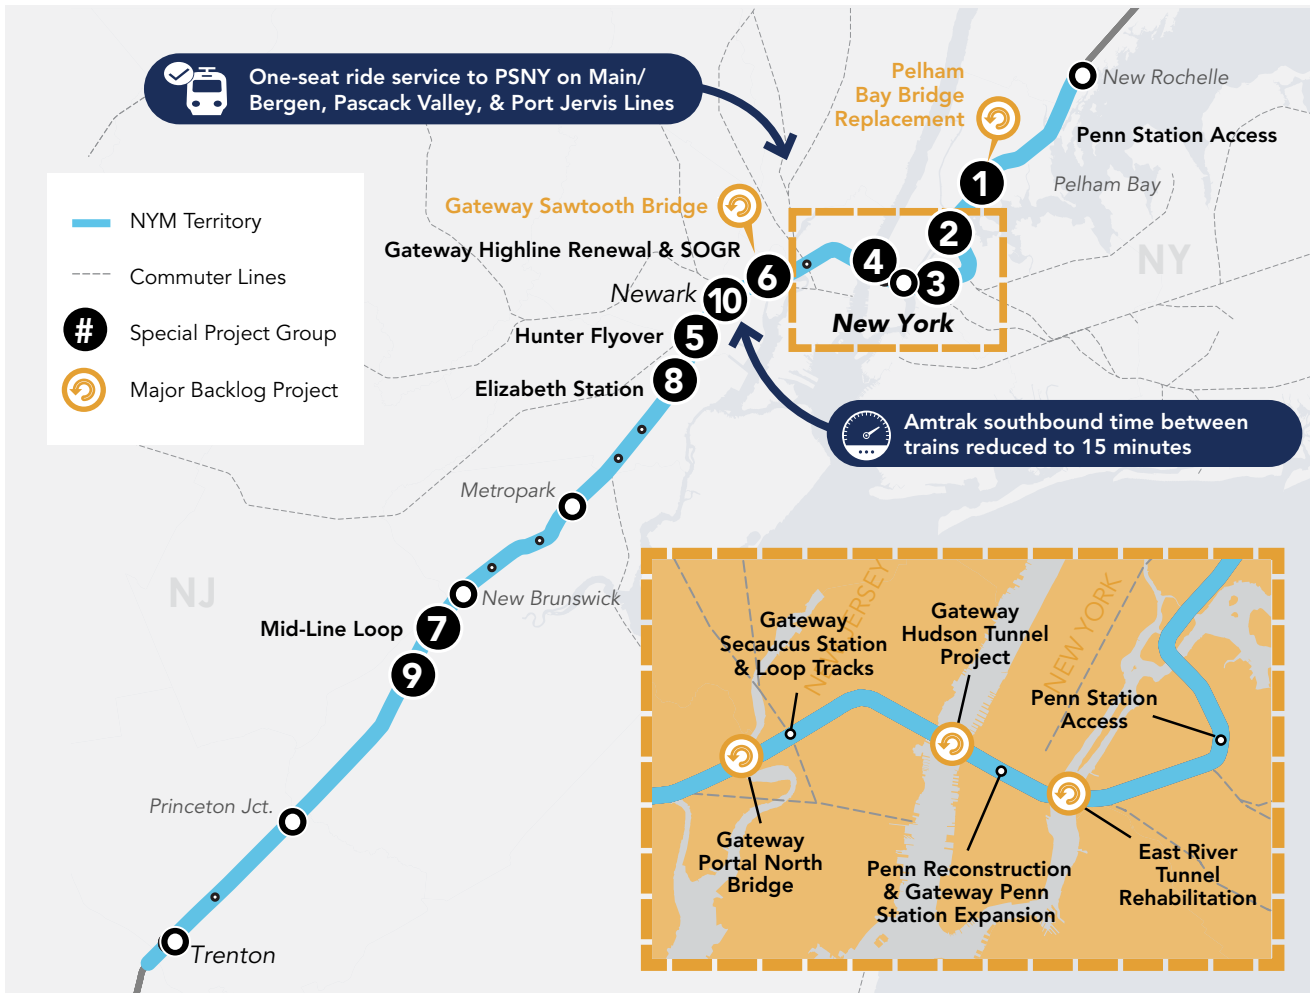 One-seat ride service to PSNY on Main/
Bergen, Pascack Valley, & Port Jervis Lines
Pelham
Bay Bridge
Replacement
New Rochelle
Penn Station Access
1
Pelham Bay
NYM Territory
Commuter Lines
#
Special Project Group
Major Backlog Project
Gateway Sawtooth Bridge
Gateway Highline Renewal & SOGR
6
4
2
3
New York
NY
Newark
10
Hunter Flyover
5
Elizabeth Station
8
Amtrak southbound time between
trains reduced to 15 minutes
Metropark
NJ
New Brunswick
Mid-Line Loop
7
9
Princeton Jct.
Trenton
NEW JERSEY
NEW YORK
Gateway
Secaucus Station
& Loop Tracks
Gateway
Hudson Tunnel
Project
Penn Station
Access
Gateway
Portal North
Bridge
Penn Reconstruction
& Gateway Penn
Station Expansion
East River
Tunnel
Rehabilitation